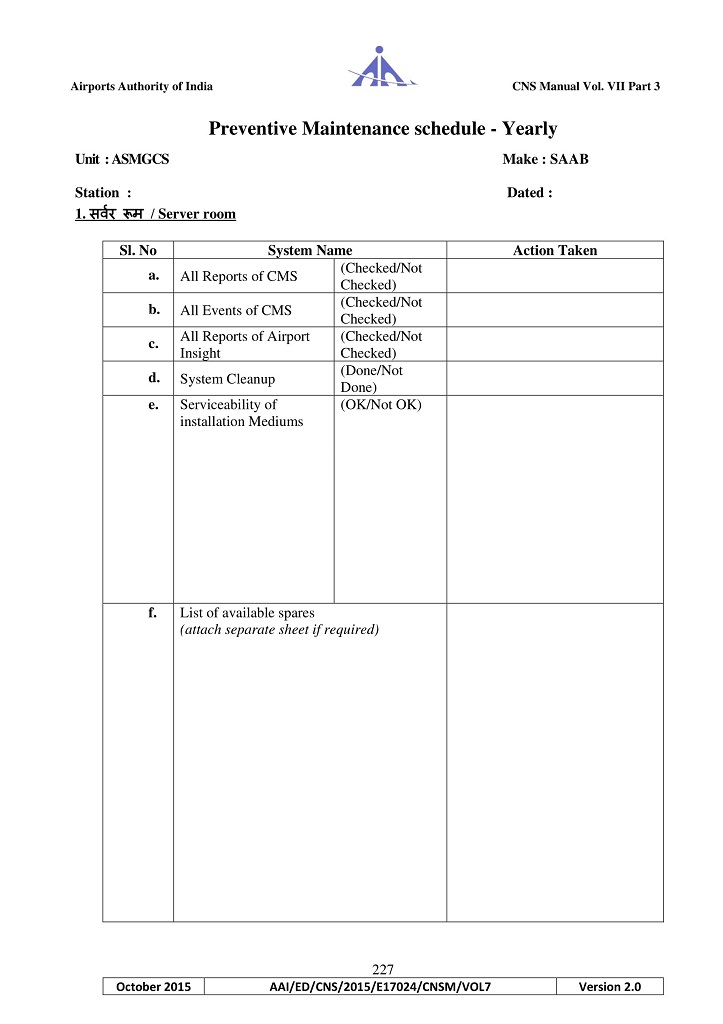 Airports Authority of India
CNS Manual Vol. VII Part 3
Preventive Maintenance schedule - Yearly
Unit : ASMGCS
Make : SAAB
Station :
Dated :
1. सर्वर रूम / Server room
Sl. No
System Name
Action Taken
a.
All Reports of CMS
(Checked/Not
Checked)
b.
All Events of CMS
(Checked/Not
Checked)
c.
All Reports of Airport
Insight
(Checked/Not
Checked)
d.
System Cleanup
(Done/Not
Done)
e.
Serviceability of
installation Mediums
(OK/Not OK)
f.
List of available spares
(attach separate sheet if required)
227
October 2015
AAI/ED/CNS/2015/E17024/CNSM/VOL7
Version 2.0